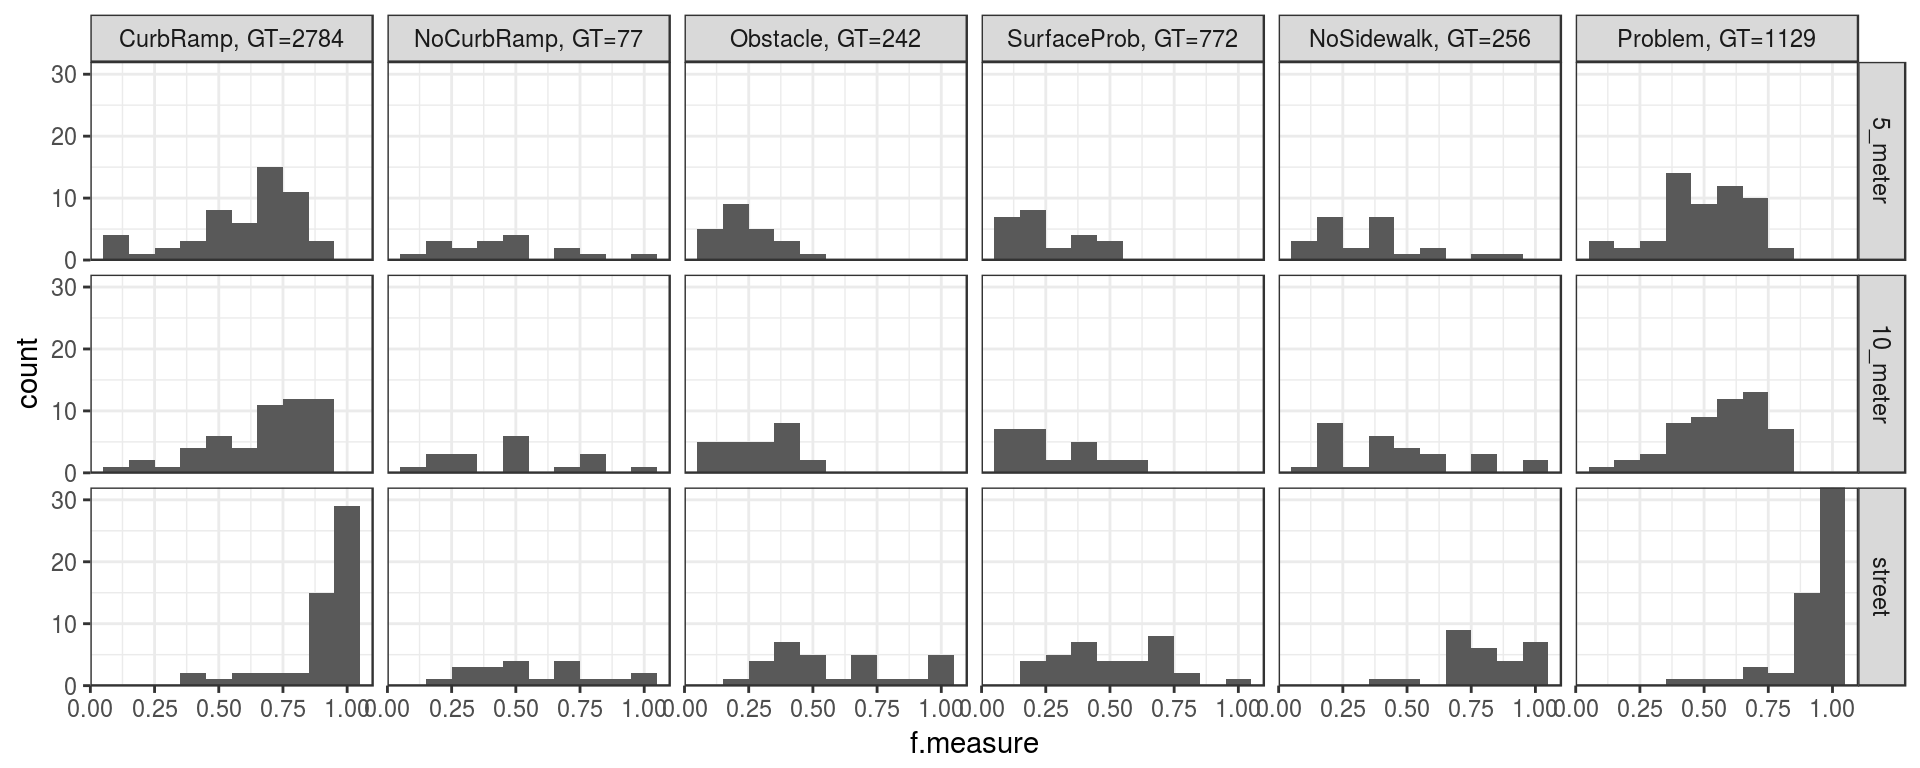 CurbRamp, GT=2784
NoCurbRamp, GT=77
Obstacle, GT=242
SurfaceProb, GT=772
NoSidewalk, GT=256
Problem, GT=1129
30
20
10
0
5_meter
30
20
10
0
10_meter
30
20
10
0
street
count
0.00 0.25 0.50 0.75 1.00
0.00 0.25 0.50 0.75 1.00
0.00 0.25 0.50 0.75 1.00
0.00 0.25 0.50 0.75 1.00
0.00 0.25 0.50 0.75 1.00
0.00 0.25 0.50 0.75 1.00
f.measure